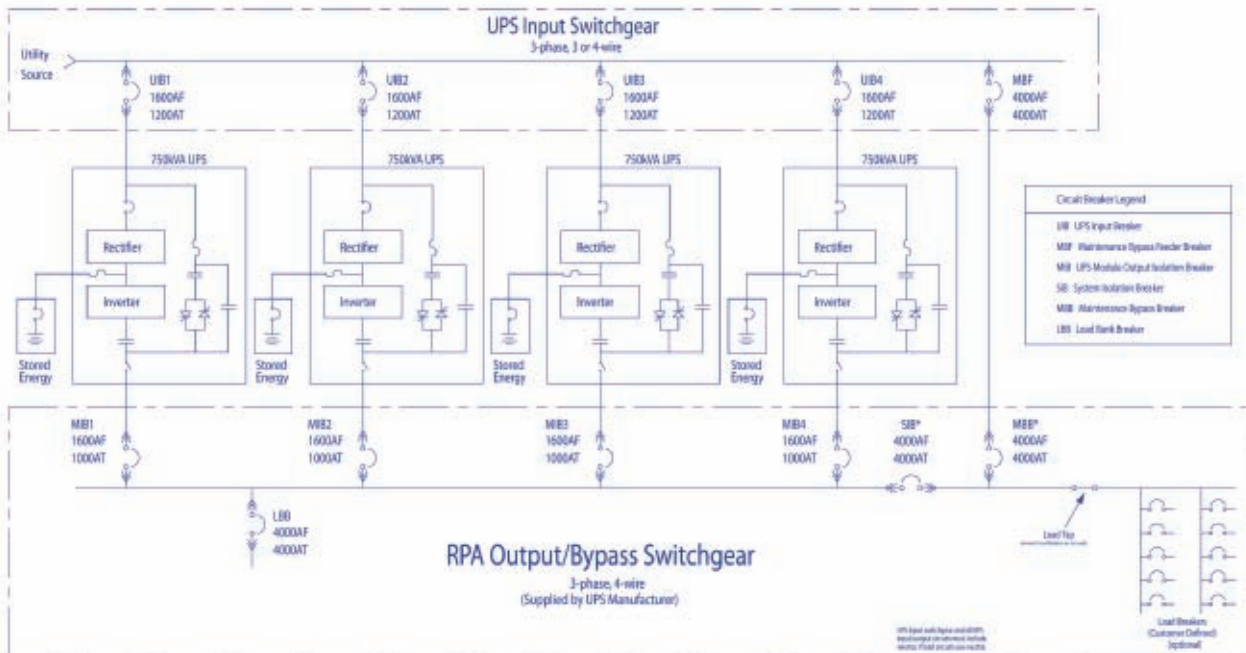 UPS Input Switchgear
3-phase, 3 or 4-wire
Utility
Source
UIB1
1600AF
1200AT
UIB2
1600AF
1200AT
UIB3
1600AF
1200AT
UIB4
1600AF
1200AT
MBF
4000AF
4000AT
750kVA UPS
750kVA UPS
750kVA UPS
750kVA UPS
Rectifier
Inverter
Stored
Energy
Rectifier
Inverter
Stored
Energy
Rectifier
Inverter
Stored
Energy
Rectifier
Inverter
Stored
Energy
Circuit Breaker Legend
UIB UPS Input Breaker
MBF Maintenance Bypass Feeder Breaker
MIB UPS Module Output Isolation Breaker
SIB System Isolation Breaker
MBB Maintenance Bypass Breaker
LBB Load Bank Breaker
MIB1
1600AF
1000AT
MIB2
1600AF
1000AT
MIB3
1600AF
1000AT
MIB4
1600AF
1000AT
SIB*
4000AF
4000AT
MBB*
4000AF
4000AT
LBB
4000AF
4000AT
Load Tap
RPA Output/Bypass Switchgear
3-phase, 4-wire
(Supplied by UPS Manufacturer)
Load Breakers
(Customer Defined)
(optional)